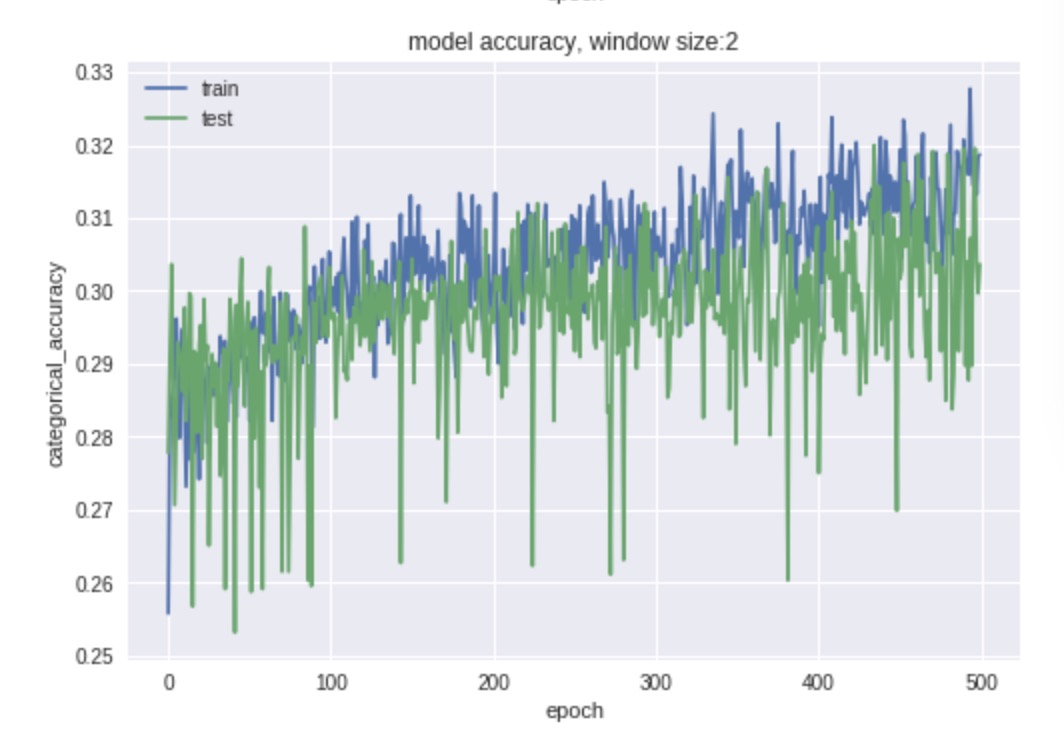 model accuracy, window size:2
0.33
train
test
0.32
0.31
0.30
0.29
0.28
0.27
0.26
0.25
categorical_accuracy
0 100 200 300 400 500
epoch